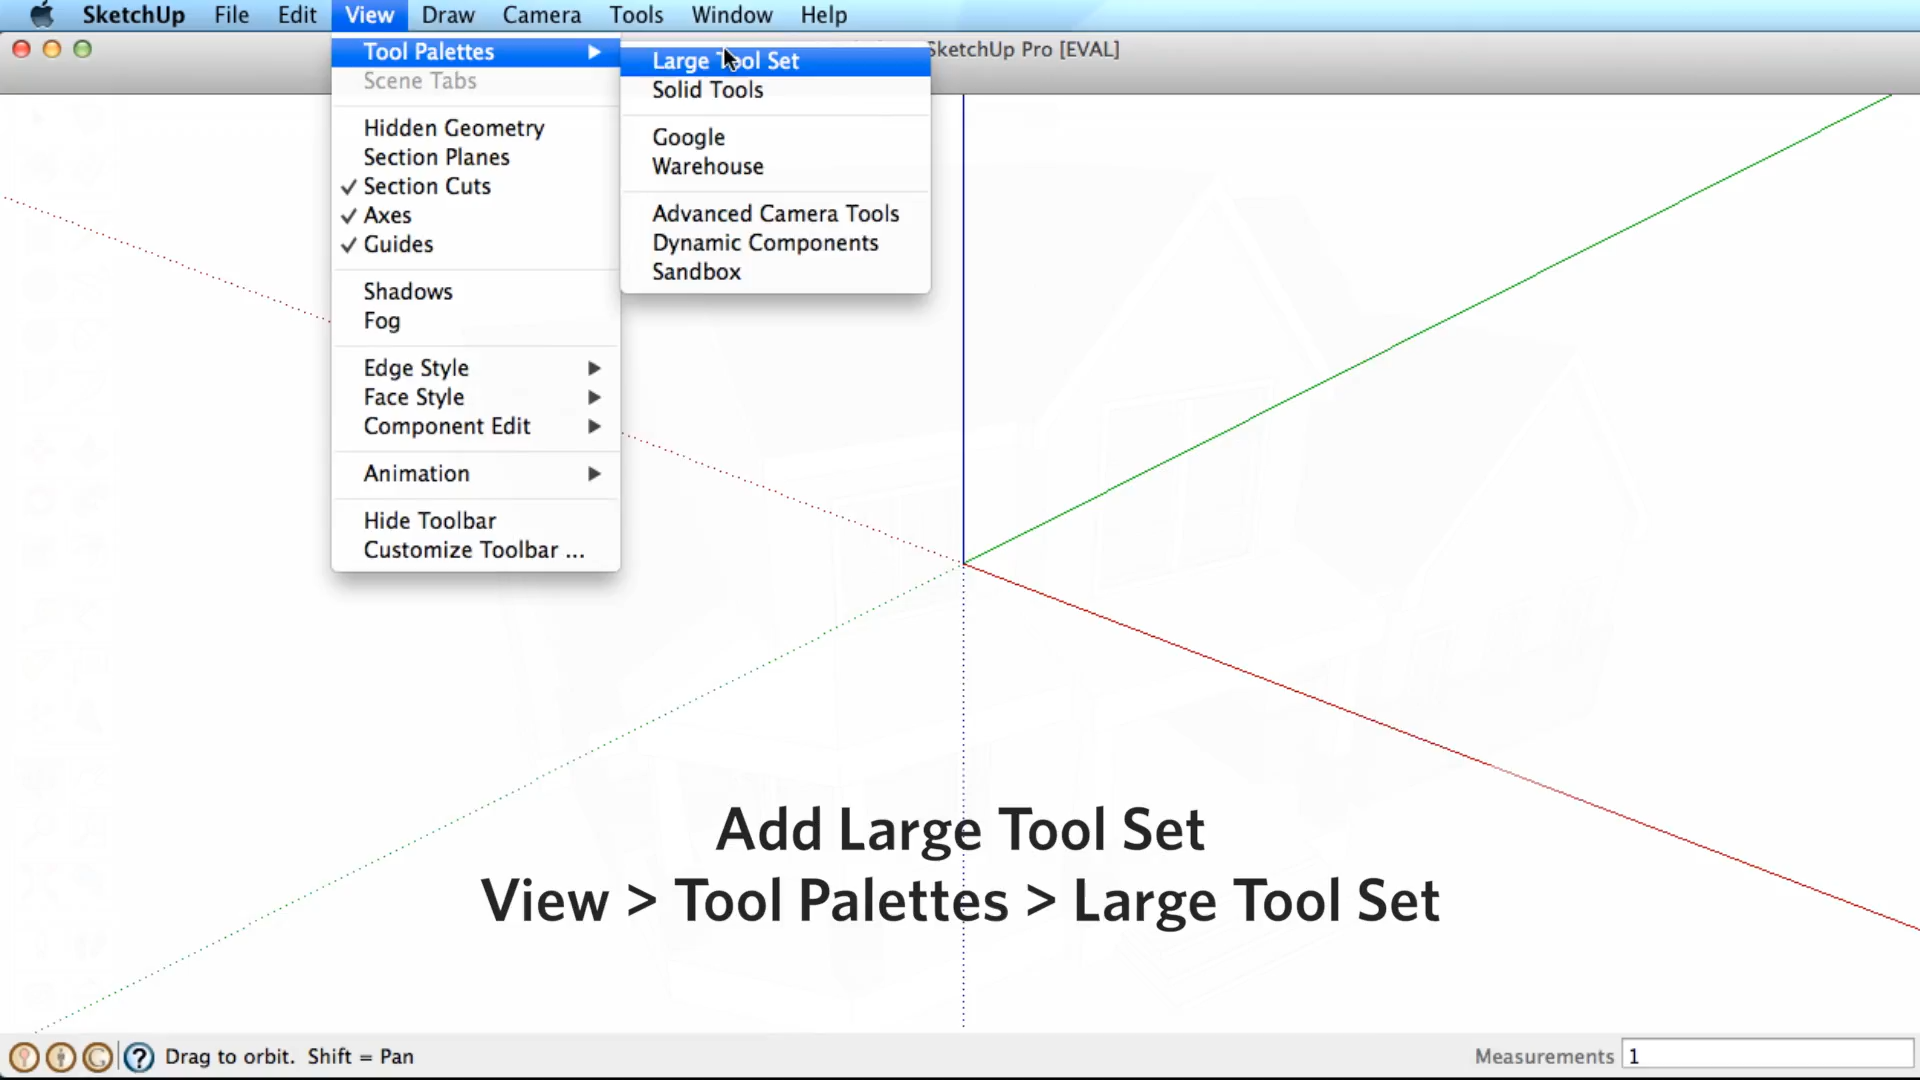 SketchUp File Edit View Draw Camera Tools Window Help
SketchUp Pro [EVAL]
Tool Palettes
Scene Tabs
Hidden Geometry
Section Planes
✓ Section Cuts
✓ Axes
✓ Guides
Shadows
Fog
Edge Style
Face Style
Component Edit
Animation
Hide Toolbar
Customize Toolbar ...
Large Tool Set
Solid Tools
Google
Warehouse
Advanced Camera Tools
Dynamic Components
Sandbox
Add Large Tool Set
View > Tool Palettes > Large Tool Set
Drag to orbit. Shift = Pan
Measurements 1